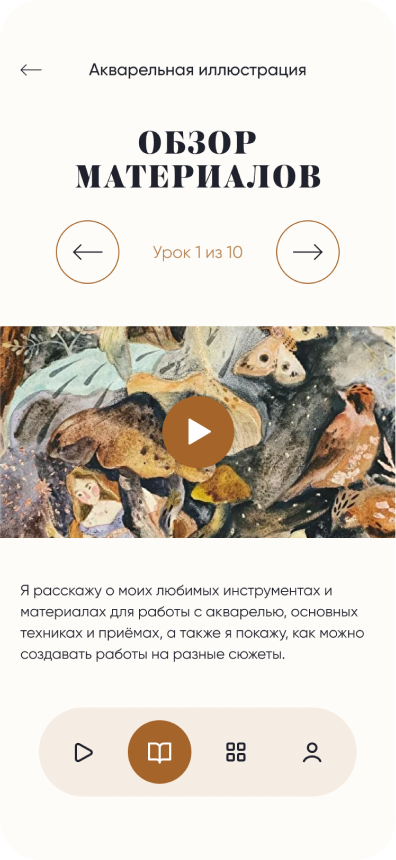 Акварельная иллюстрация
ОБЗОР
МАТЕРИАЛОВ
Урок 1 из 10
Я расскажу о моих любимых инструментах и
материалах для работы с акварелью, основных
техниках и приёмах, а также я покажу, как можно
создавать работы на разные сюжеты.